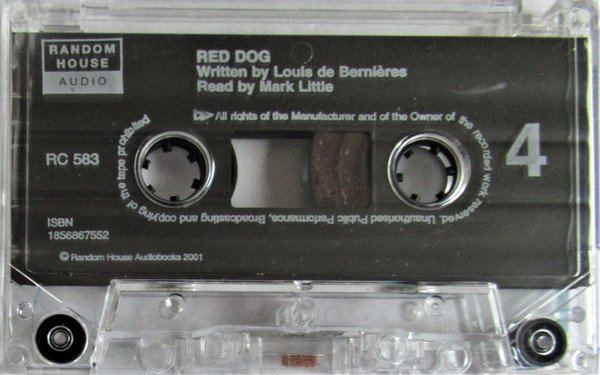 RANDOM
HOUSE
AUDIO
RED DOG
Written by Louis de Bernières
Read by Mark Little
All rights of the Manufacturer and of the Owner of the recorded work reserved. Unauthorised Public Performance, Broadcasting and copying of the tape prohibited
RC 583
4
ISBN
1856867552
© Random House Audiobooks 2001